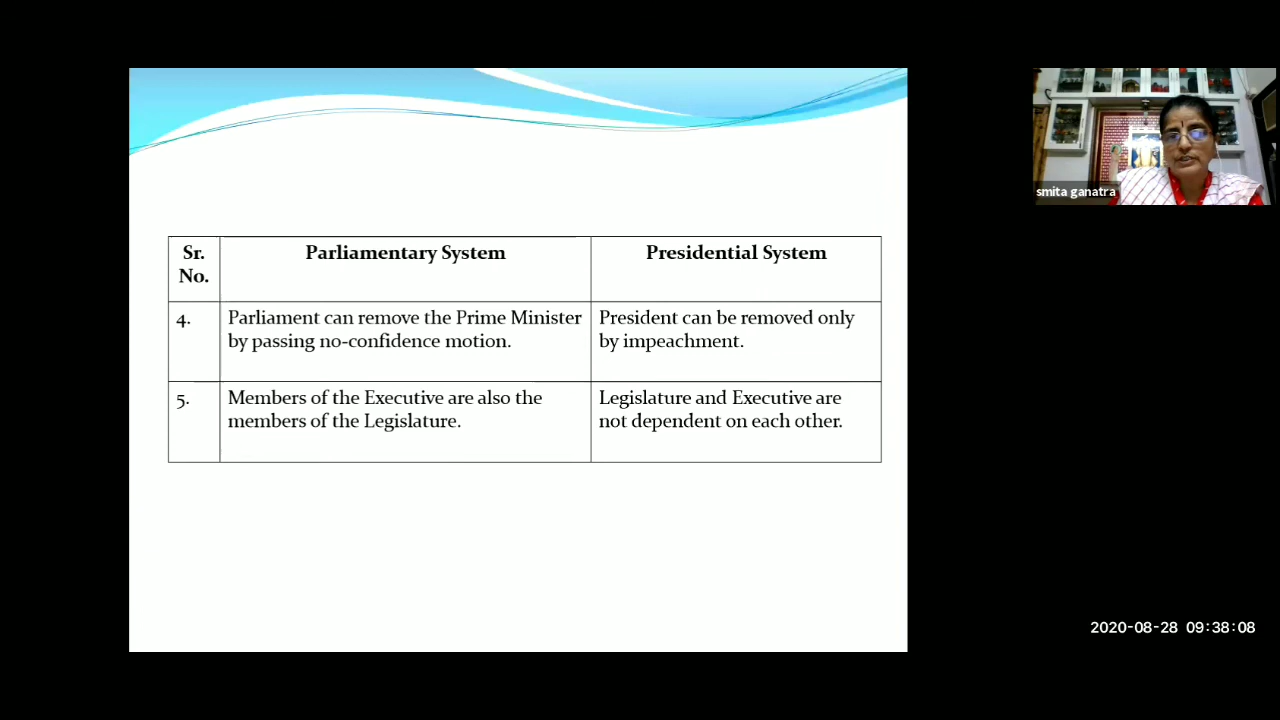 smita ganatra
Sr.
No.
Parliamentary System
Presidential System
4.
Parliament can remove the Prime Minister
by passing no-confidence motion.
President can be removed only
by impeachment.
5.
Members of the Executive are also the
members of the Legislature.
Legislature and Executive are
not dependent on each other.
2020-08-28 09:38:08